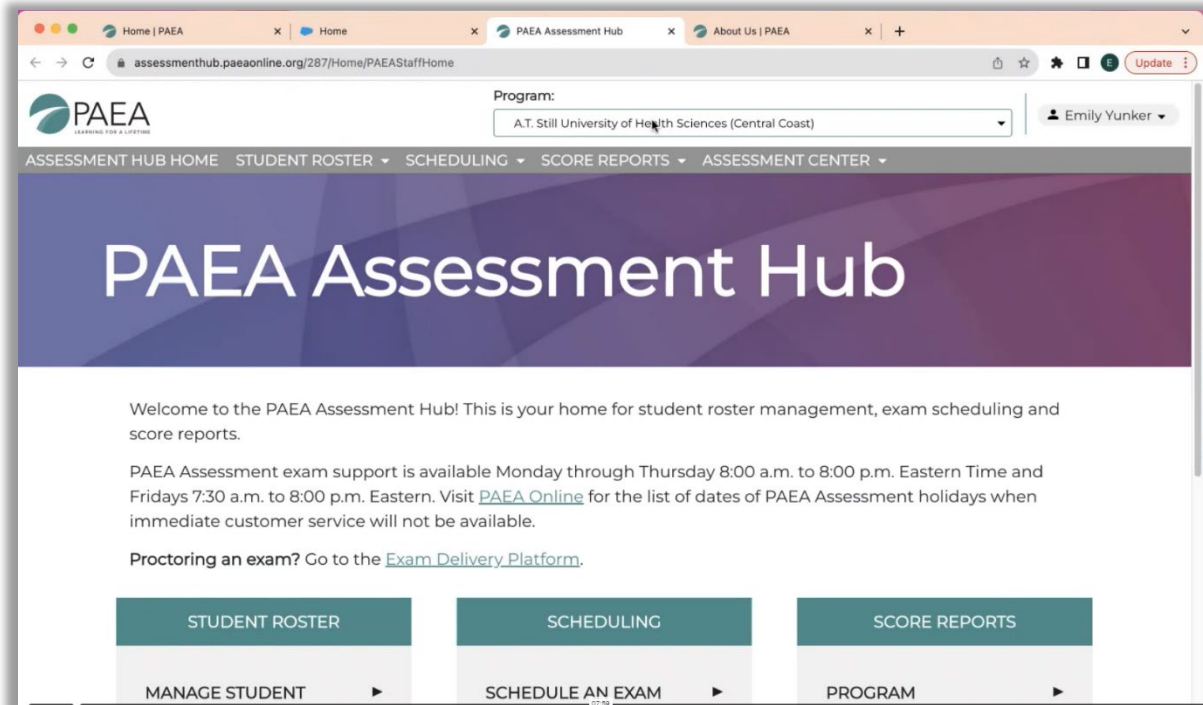 Home | PAEA
Home
PAEA Assessment Hub
About Us | PAEA
assessmenthub.paeaonline.org/287/Home/PAEAStaffHome
E
Update
PAEA
LEARNING FOR A LIFETIME
Program:
A.T. Still University of Health Sciences (Central Coast)
Emily Yunker
ASSESSMENT HUB HOME STUDENT ROSTER SCHEDULING SCORE REPORTS ASSESSMENT CENTER
PAEA Assessment Hub
Welcome to the PAEA Assessment Hub! This is your home for student roster management, exam scheduling and
score reports.
PAEA Assessment exam support is available Monday through Thursday 8:00 a.m. to 8:00 p.m. Eastern Time and
Fridays 7:30 a.m. to 8:00 p.m. Eastern. Visit PAEA Online for the list of dates of PAEA Assessment holidays when
immediate customer service will not be available.
Proctoring an exam? Go to the Exam Delivery Platform.
STUDENT ROSTER
SCHEDULING
SCORE REPORTS
MANAGE STUDENT
SCHEDULE AN EXAM
PROGRAM
07:59